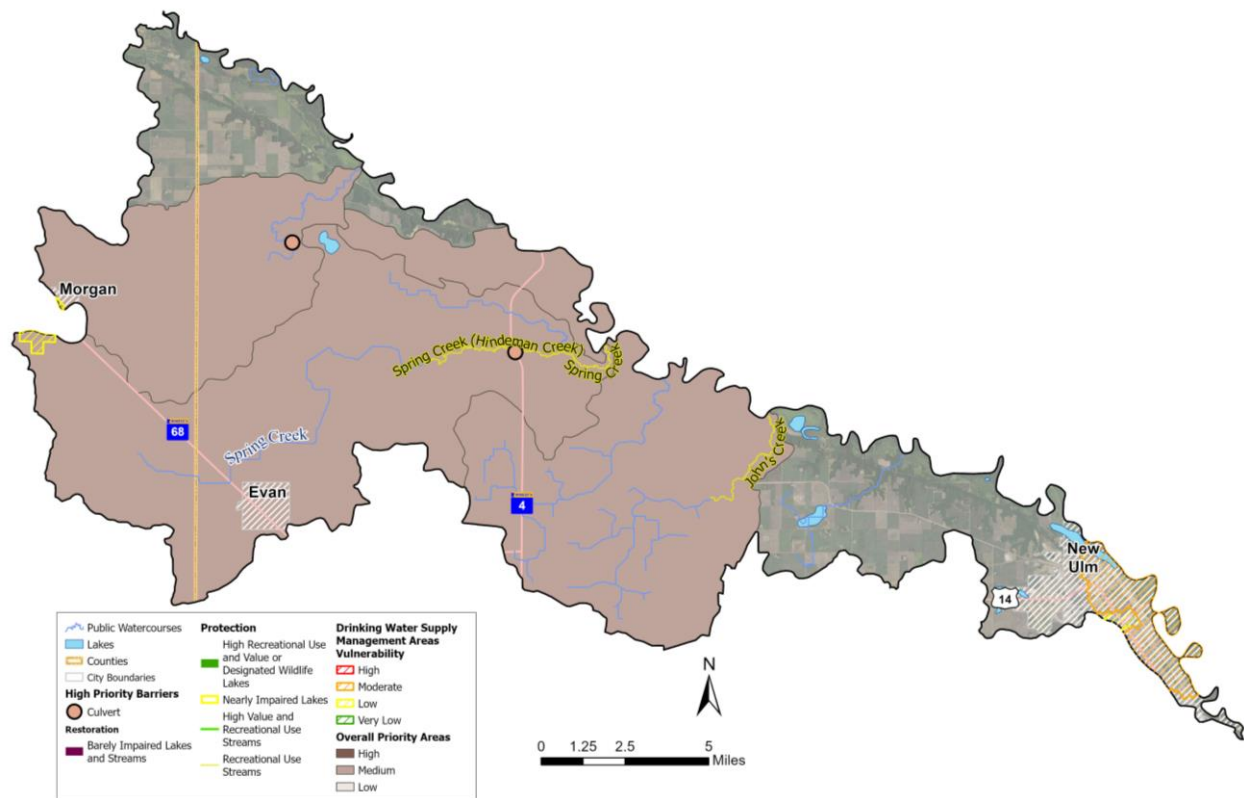 Morgan
Spring Creek (Hindeman Creek)
Spring Creek
68
Spring Creek
John's Creek
Evan
4
New
Ulm
14
Public Watercourses
Lakes
Counties
City Boundaries
High Priority Barriers
Culvert
Restoration
Barely Impaired Lakes
and Streams
Protection
High Recreational Use
and Value or
Designated Wildlife
Lakes
Nearly Impaired Lakes
High Value and
Recreational Use
Streams
Recreational Use
Streams
Drinking Water Supply
Management Areas
Vulnerability
High
Moderate
Low
Very Low
Overall Priority Areas
High
Medium
Low
N
0 1.25 2.5 5
Miles